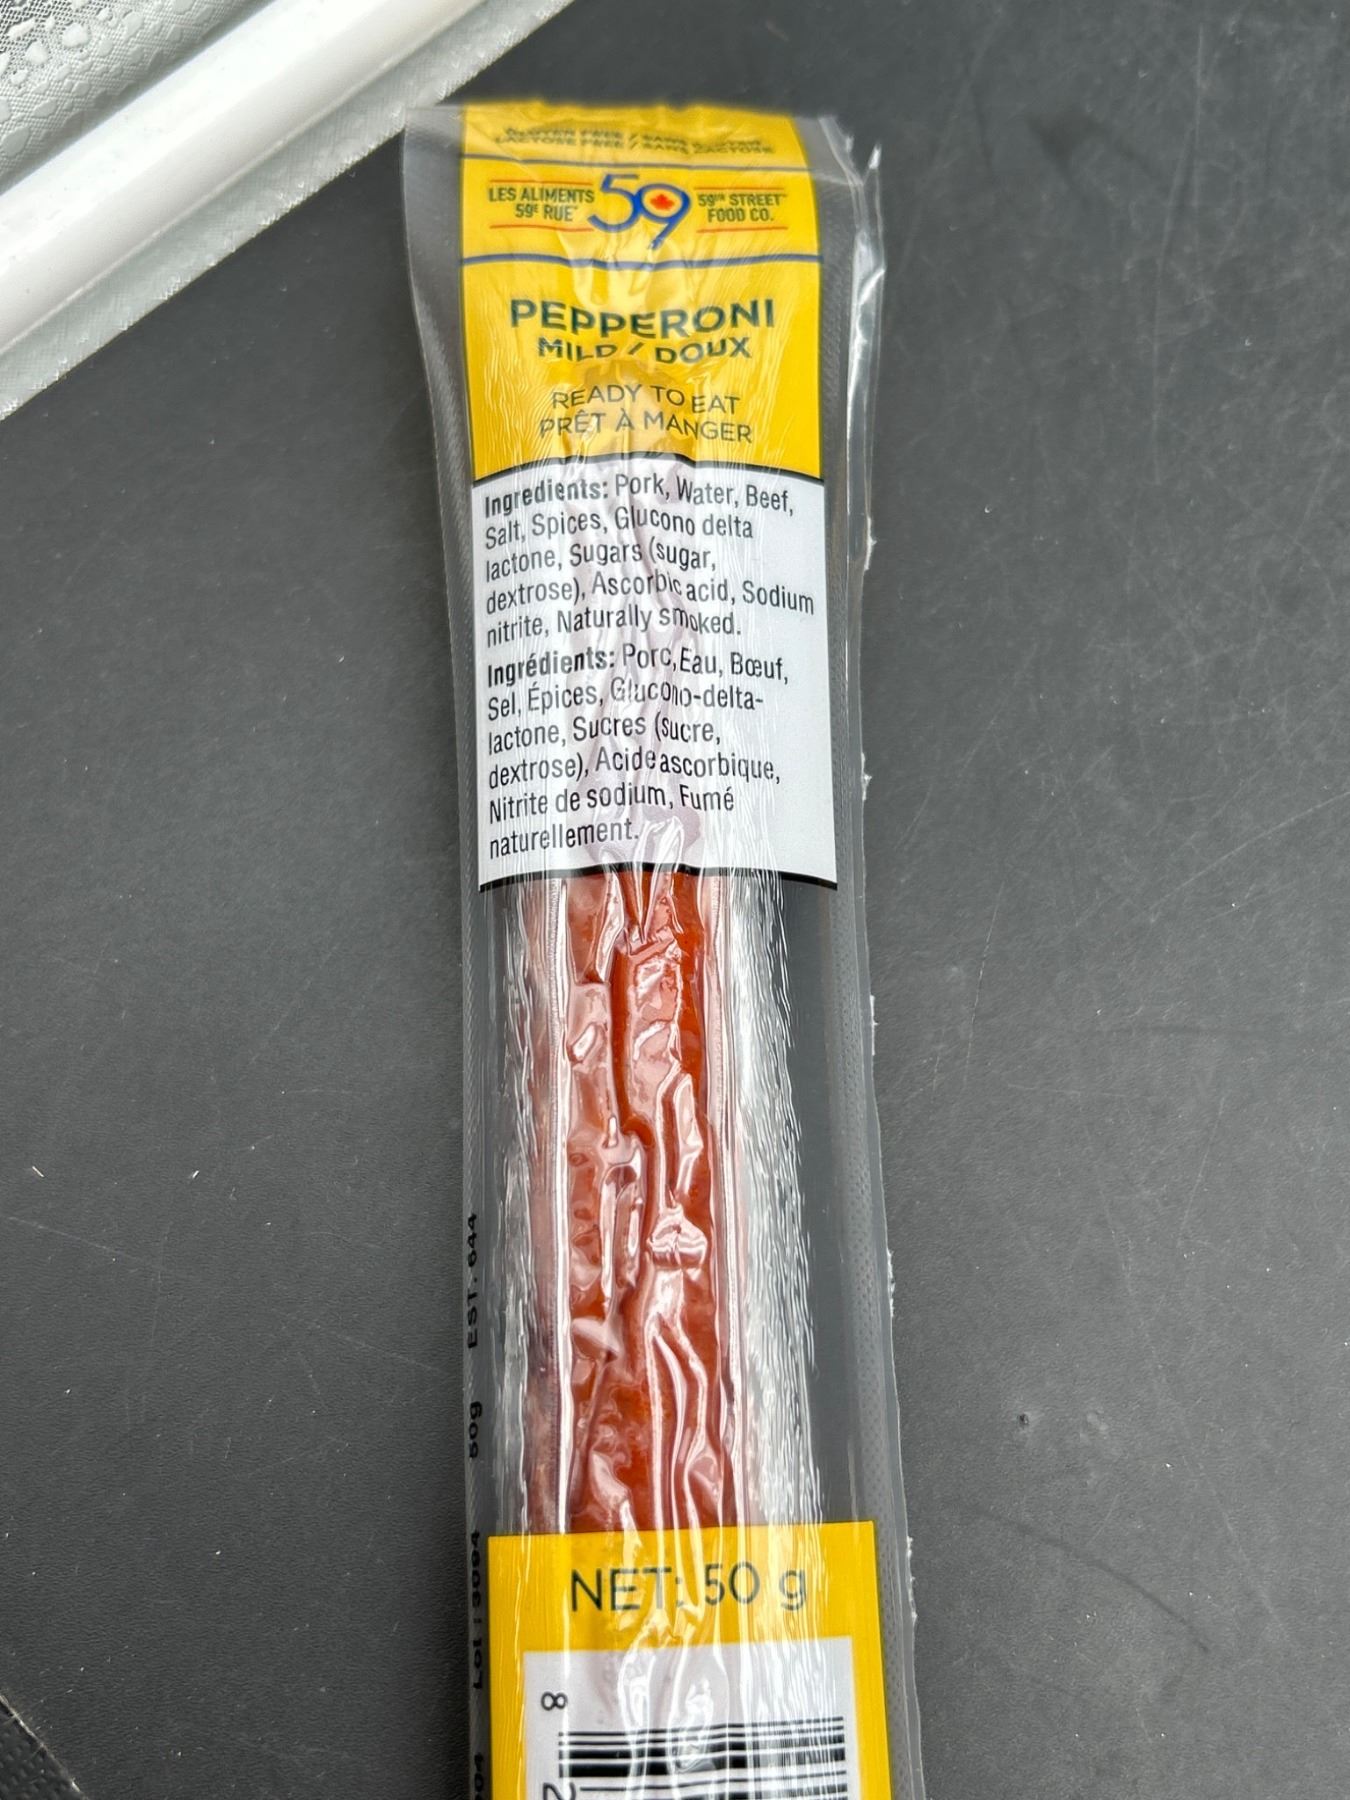 GLUTEN FREE / SANS GLUTEN
LACTOSE FREE / SANS LACTOSE
LES ALIMENTS
59E RUE
59
59TH STREET
FOOD CO.
PEPPERONI
MILD / DOUX
READY TO EAT
PRÊT À MANGER
Ingredients: Pork, Water, Beef,
Salt, Spices, Glucono delta
lactone, Sugars (sugar,
dextrose), Ascorbic acid, Sodium
nitrite, Naturally smoked.
Ingrédients: Porc, Eau, Bœuf,
Sel, Épices, Glucono-delta-
lactone, Sucres (sucre,
dextrose), Acide ascorbique,
Nitrite de sodium, Fumé
naturellement.
50g EST. 644
NET: 50 g
8
2